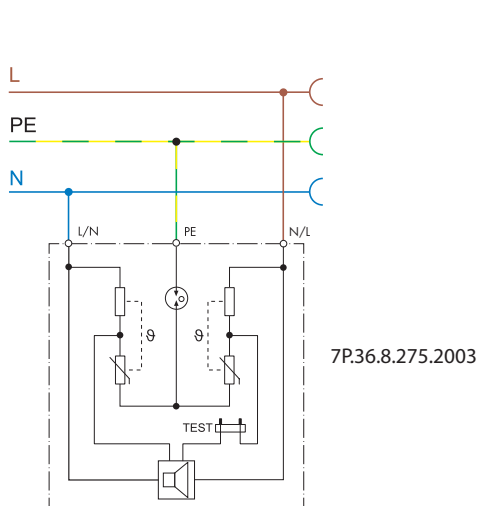 L
PE
N
L/N
PE
N/L
ϑ
ϑ
7P.36.8.275.2003
TEST